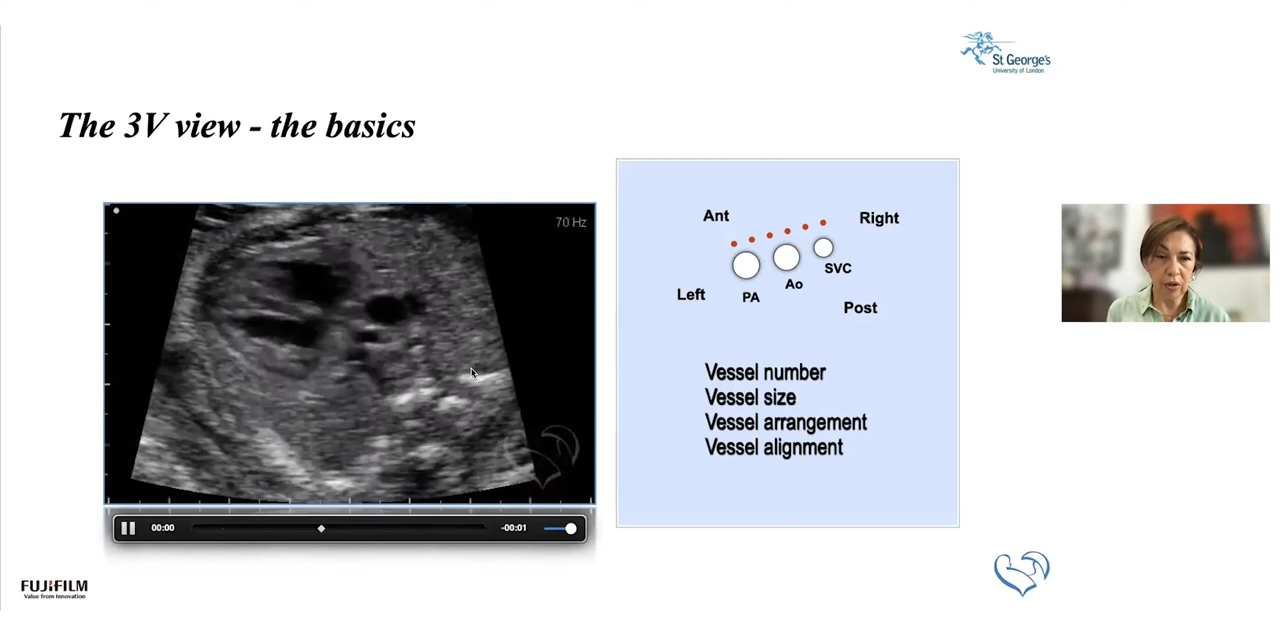 St George's
University of London
The 3V view - the basics
70 Hz
Ant
Right
SVC
Ao
PA
Left
Post
Vessel number
Vessel size
Vessel arrangement
Vessel alignment
00:00
-00:01
FUJIFILM
Value from Innovation